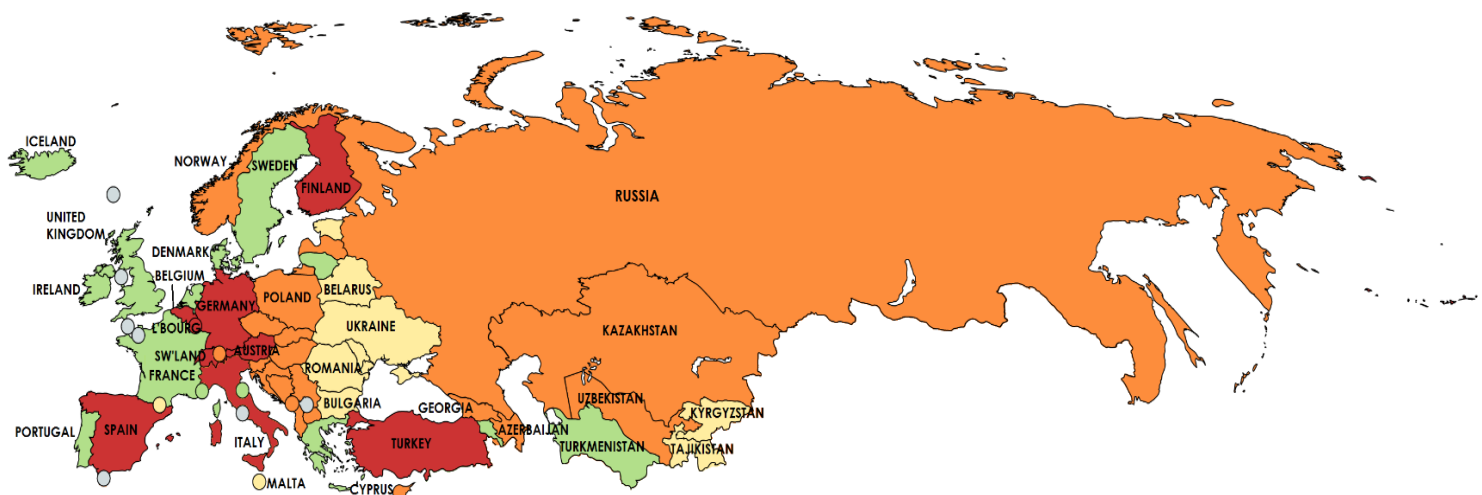 ICELAND
NORWAY
SWEDEN
FINLAND
RUSSIA
UNITED
KINGDOM
DENMARK
BELGIUM
IRELAND
GERMANY
POLAND
BELARUS
L'BOURG
UKRAINE
KAZAKHSTAN
SW'LAND
AUSTRIA
FRANCE
ROMANIA
BULGARIA
GEORGIA
UZBEKISTAN
KYRGYZSTAN
PORTUGAL
SPAIN
ITALY
TURKEY
AZERBAIJAN
TURKMENISTAN
TAJIKISTAN
MALTA
CYPRUS